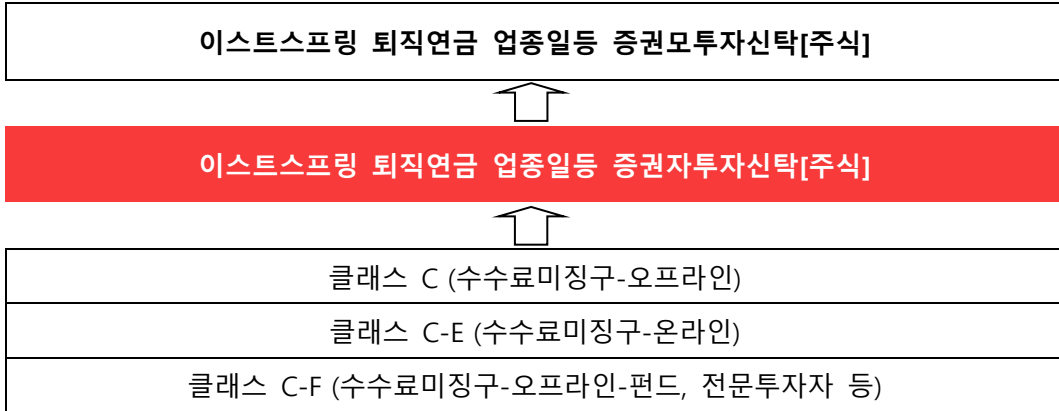 이스트스프링 퇴직연금 업종일등 증권모투자신탁[주식]
이스트스프링 퇴직연금 업종일등 증권자투자신탁[주식]
클래스 C (수수료미징구-오프라인)
클래스 C-E (수수료미징구-온라인)
클래스 C-F (수수료미징구-오프라인-펀드, 전문투자자 등)